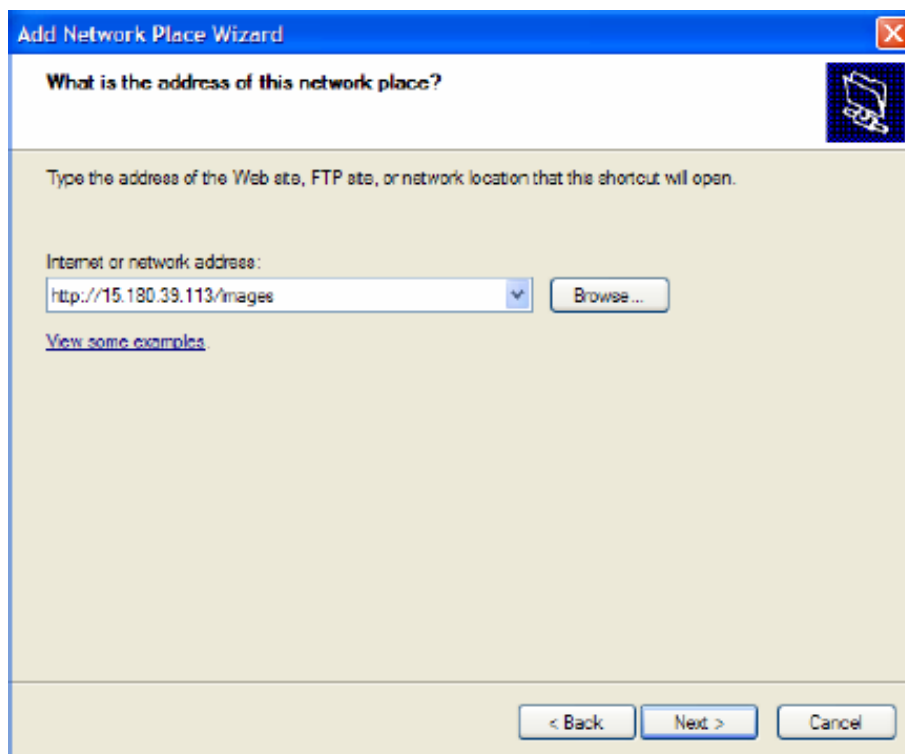 Add Network Place Wizard
What is the address of this network place?
Type the address of the Web site, FTP site, or network location that this shortcut will open.
Internet or network address:
http://15.180.39.113/images
Browse...
View some examples.
< Back
Next >
Cancel